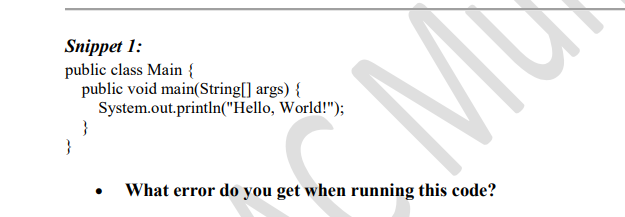 Snippet 1:
public class Main {
public void main(String[] args) {
System.out.println("Hello, World!");
}
}
• What error do you get when running this code?